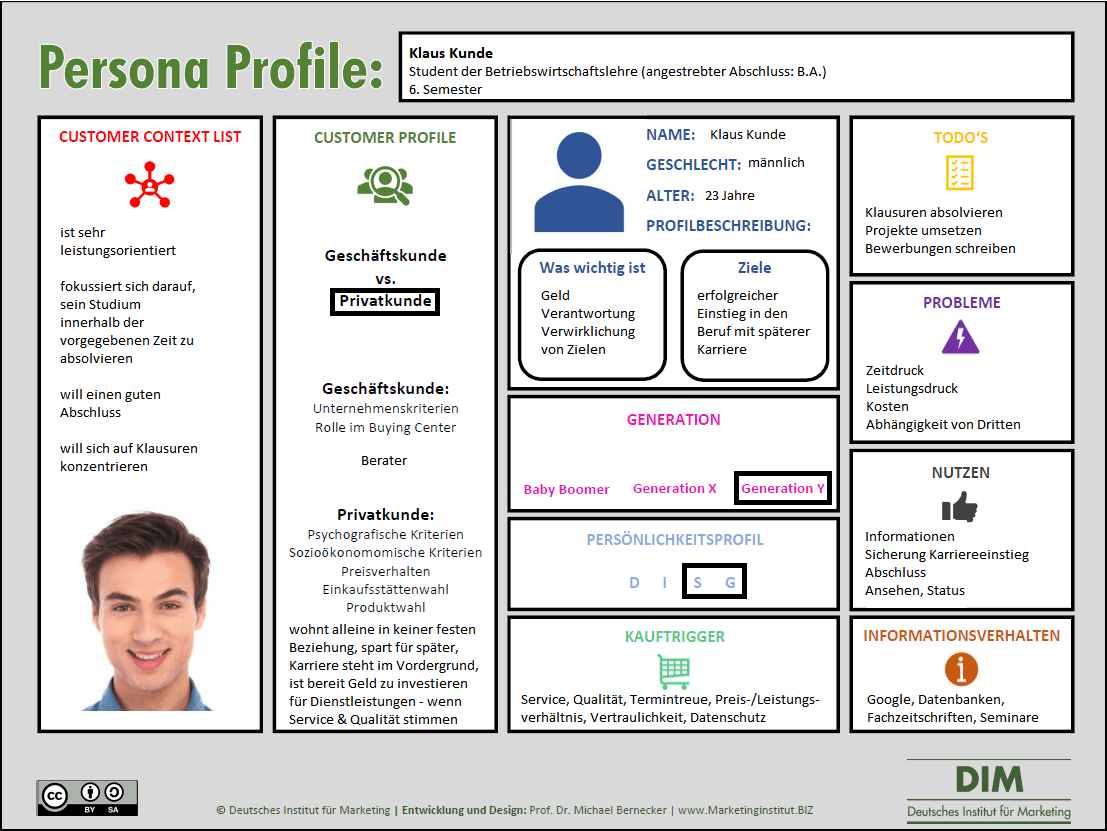 Persona Profile:
Klaus Kunde
Student der Betriebswirtschaftslehre (angestrebter Abschluss: B.A.)
6. Semester
CUSTOMER CONTEXT LIST
ist sehr
leistungsorientiert
fokussiert sich darauf,
sein Studium
innerhalb der
vorgegebenen Zeit zu
absolvieren
will einen guten
Abschluss
will sich auf Klausuren
konzentrieren
CUSTOMER PROFILE
Geschäftskunde
vs.
Privatkunde
Geschäftskunde:
Unternehmenskriterien
Rolle im Buying Center
Berater
Privatkunde:
Psychografische Kriterien
Sozioökonomomische Kriterien
Preisverhalten
Einkaufsstättenwahl
Produktwahl
wohnt alleine in keiner festen
Beziehung, spart für später,
Karriere steht im Vordergrund,
ist bereit Geld zu investieren
für Dienstleistungen - wenn
Service & Qualität stimmen
NAME: Klaus Kunde
GESCHLECHT: männlich
ALTER: 23 Jahre
PROFILBESCHREIBUNG:
Was wichtig ist
Geld
Verantwortung
Verwirklichung
von Zielen
Ziele
erfolgreicher
Einstieg in den
Beruf mit späterer
Karriere
GENERATION
Baby Boomer Generation X Generation Y
PERSÖNLICHKEITSPROFIL
D I S G
KAUFTRIGGER
Service, Qualität, Termintreue, Preis-/Leistungs-
verhältnis, Vertraulichkeit, Datenschutz
TODO'S
Klausuren absolvieren
Projekte umsetzen
Bewerbungen schreiben
PROBLEME
Zeitdruck
Leistungsdruck
Kosten
Abhängigkeit von Dritten
NUTZEN
Informationen
Sicherung Karriereeinstieg
Abschluss
Ansehen, Status
INFORMATIONSVERHALTEN
i
Google, Datenbanken,
Fachzeitschriften, Seminare
cc
BY SA
© Deutsches Institut für Marketing | Entwicklung und Design: Prof. Dr. Michael Bernecker | www.Marketinginstitut.BIZ
DIM
Deutsches Institut für Marketing